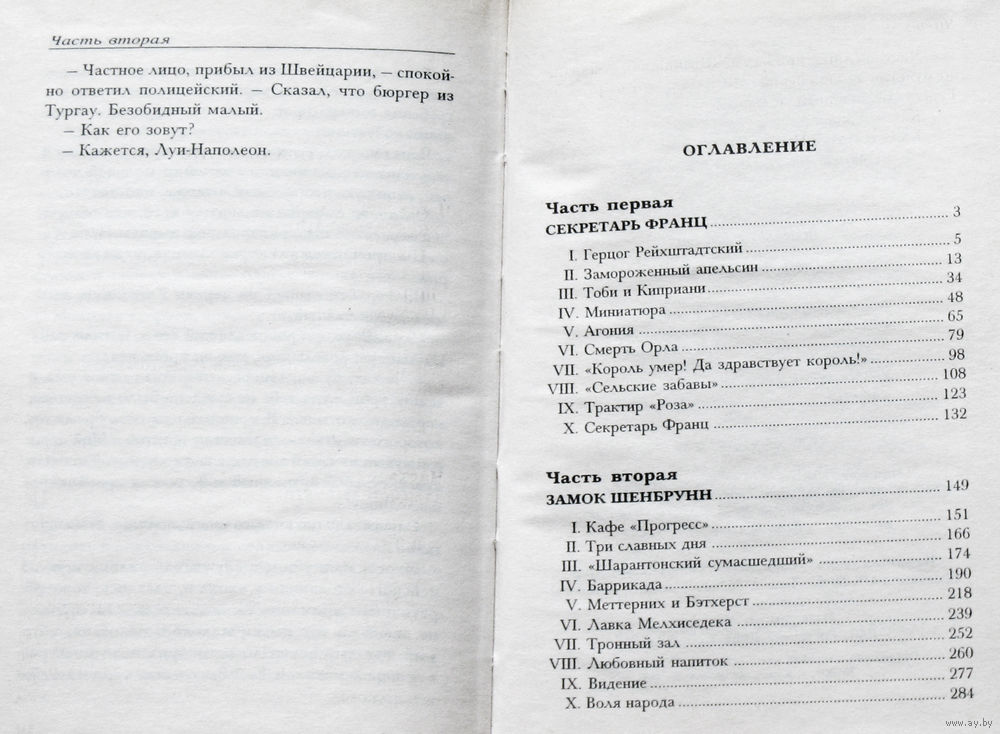 Часть вторая
— Частное лицо, прибыл из Швейцарии, — спокой-
но ответил полицейский. — Сказал, что бюргер из
Тургау. Безобидный малый.
— Как его зовут?
— Кажется, Луи-Наполеон.
ОГЛАВЛЕНИЕ
Часть первая
СЕКРЕТАРЬ ФРАНЦ 3
I. Герцог Рейхштадтский 5
II. Замороженный апельсин 13
III. Тоби и Киприани 34
IV. Миниатюра 48
V. Агония 65
VI. Смерть Орла 79
VII. «Король умер! Да здравствует король!» 98
VIII. «Сельские забавы» 108
IX. Трактир «Роза» 123
X. Секретарь Франц 132
Часть вторая
ЗАМОК ШЕНБРУНН 149
I. Кафе «Прогресс» 151
II. Три славных дня 166
III. «Шарантонский сумасшедший» 174
IV. Баррикада 190
V. Меттерних и Бэтхерст 218
VI. Лавка Мелхиседека 239
VII. Тронный зал 252
VIII. Любовный напиток 260
IX. Видение 277
X. Воля народа 284
www.ay.by